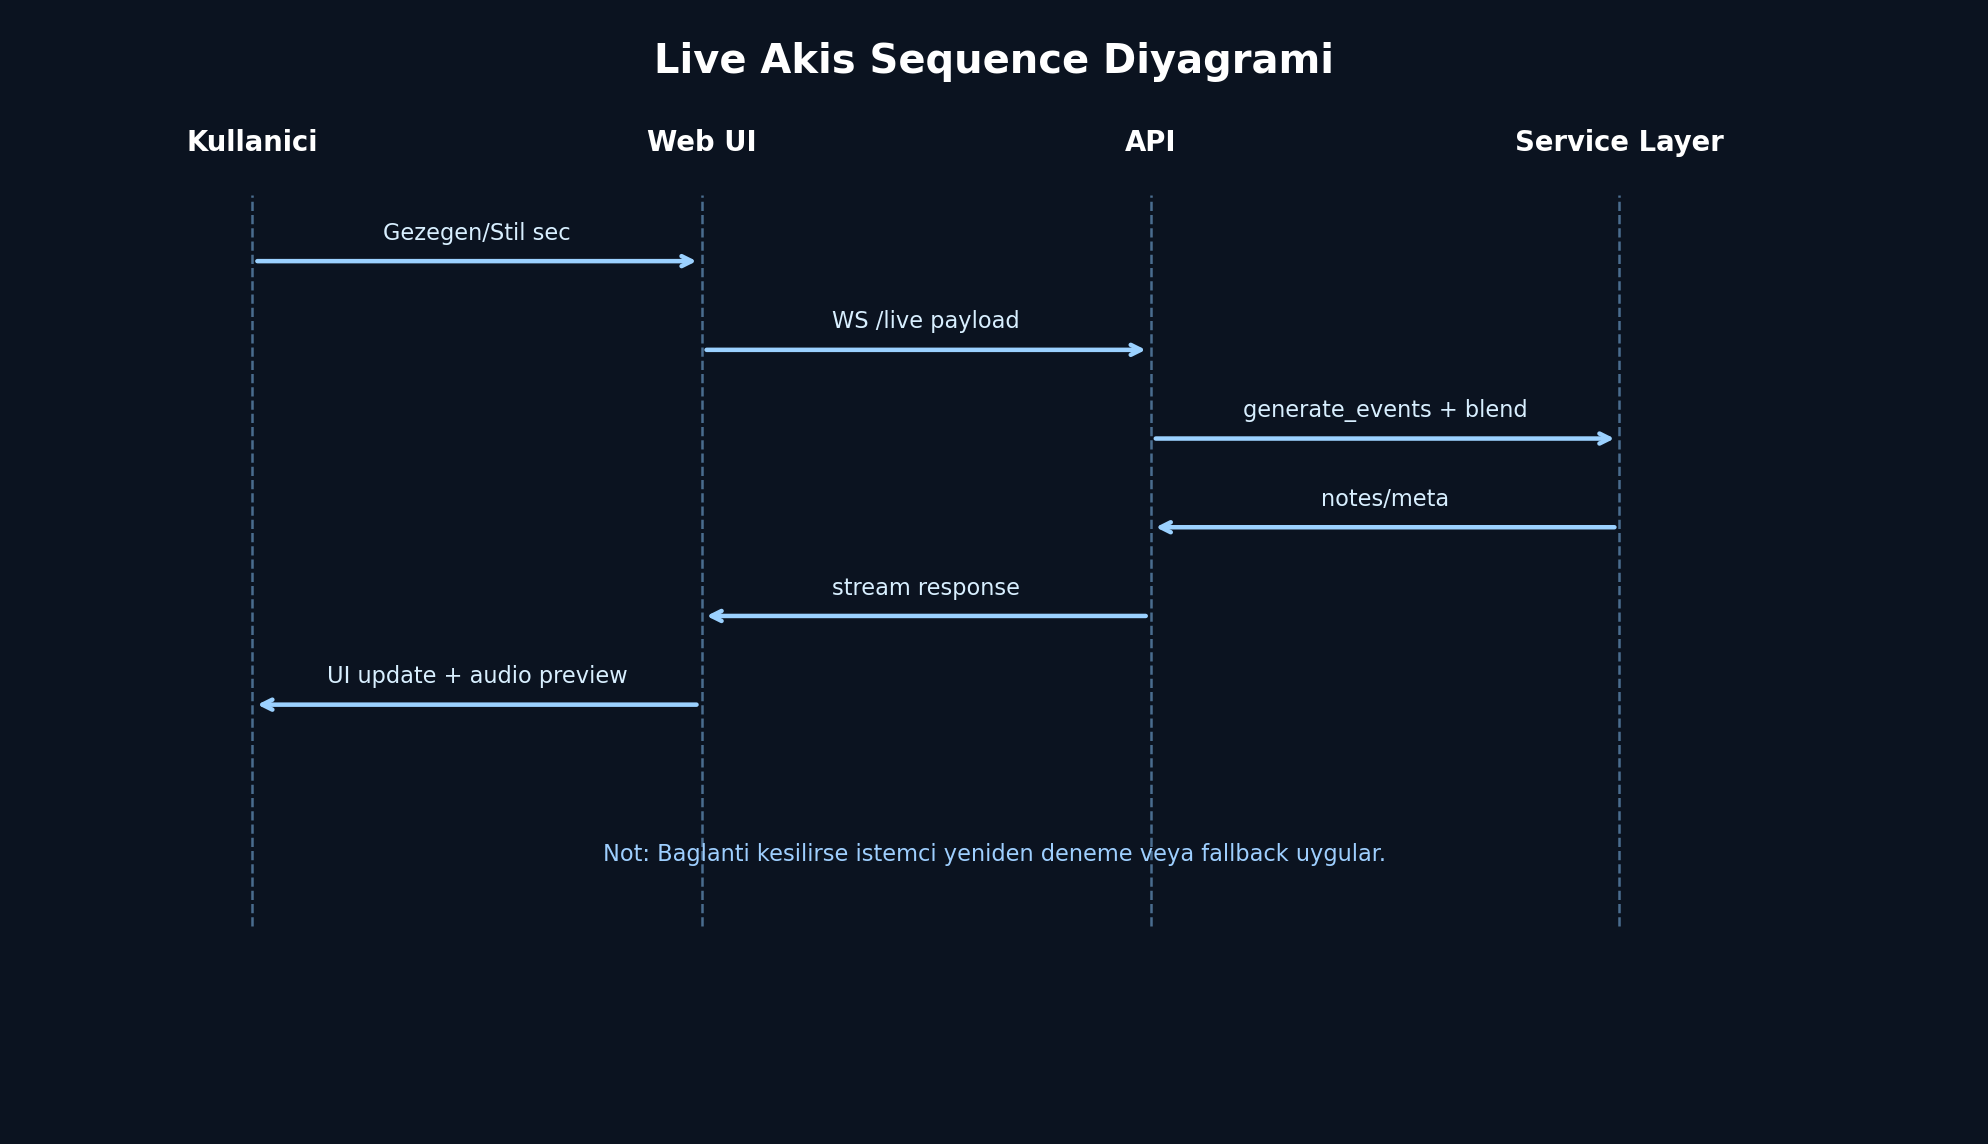 Live Akis Sequence Diyagrami
Kullanici
Web UI
API
Service Layer
Gezegen/Stil sec
WS /live payload
generate_events + blend
notes/meta
stream response
UI update + audio preview
Not: Baglanti kesilirse istemci yeniden deneme veya fallback uygular.